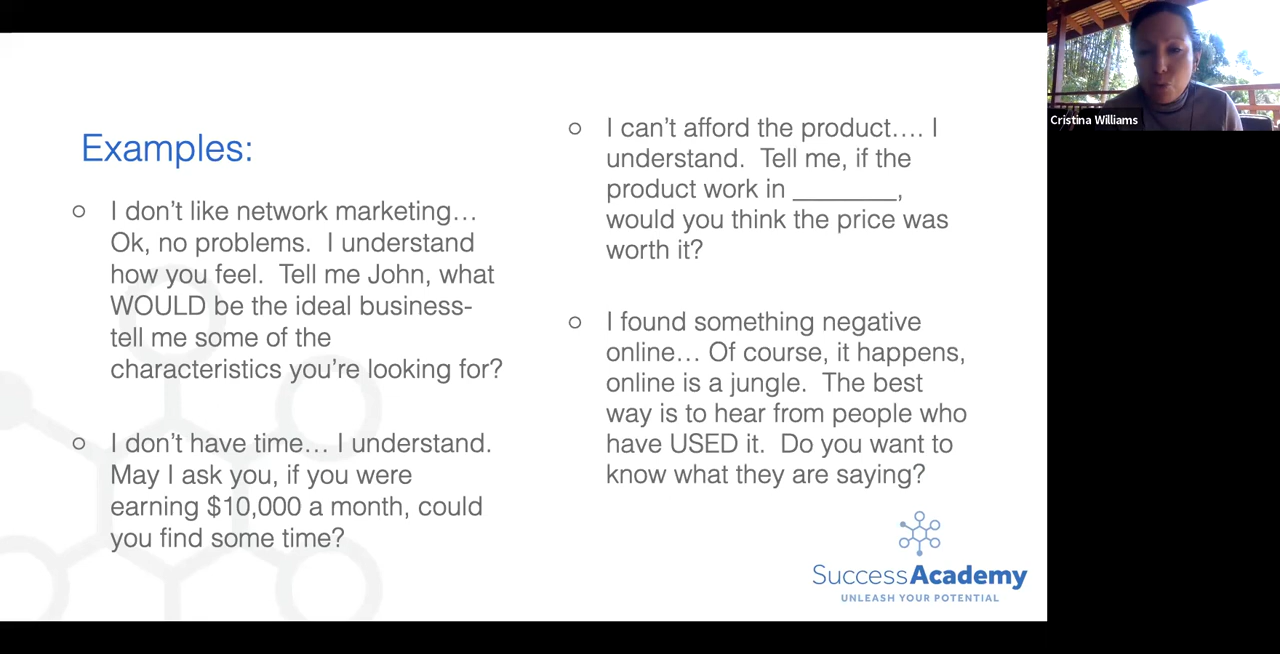 Examples:
I don't like network marketing…
Ok, no problems. I understand
how you feel. Tell me John, what
WOULD be the ideal business-
tell me some of the
characteristics you're looking for?
I don't have time… I understand.
May I ask you, if you were
earning $10,000 a month, could
you find some time?
I can't afford the product…. I
understand. Tell me, if the
product work in ________,
would you think the price was
worth it?
I found something negative
online… Of course, it happens,
online is a jungle. The best
way is to hear from people who
have USED it. Do you want to
know what they are saying?
SuccessAcademy
UNLEASH YOUR POTENTIAL
Cristina Williams